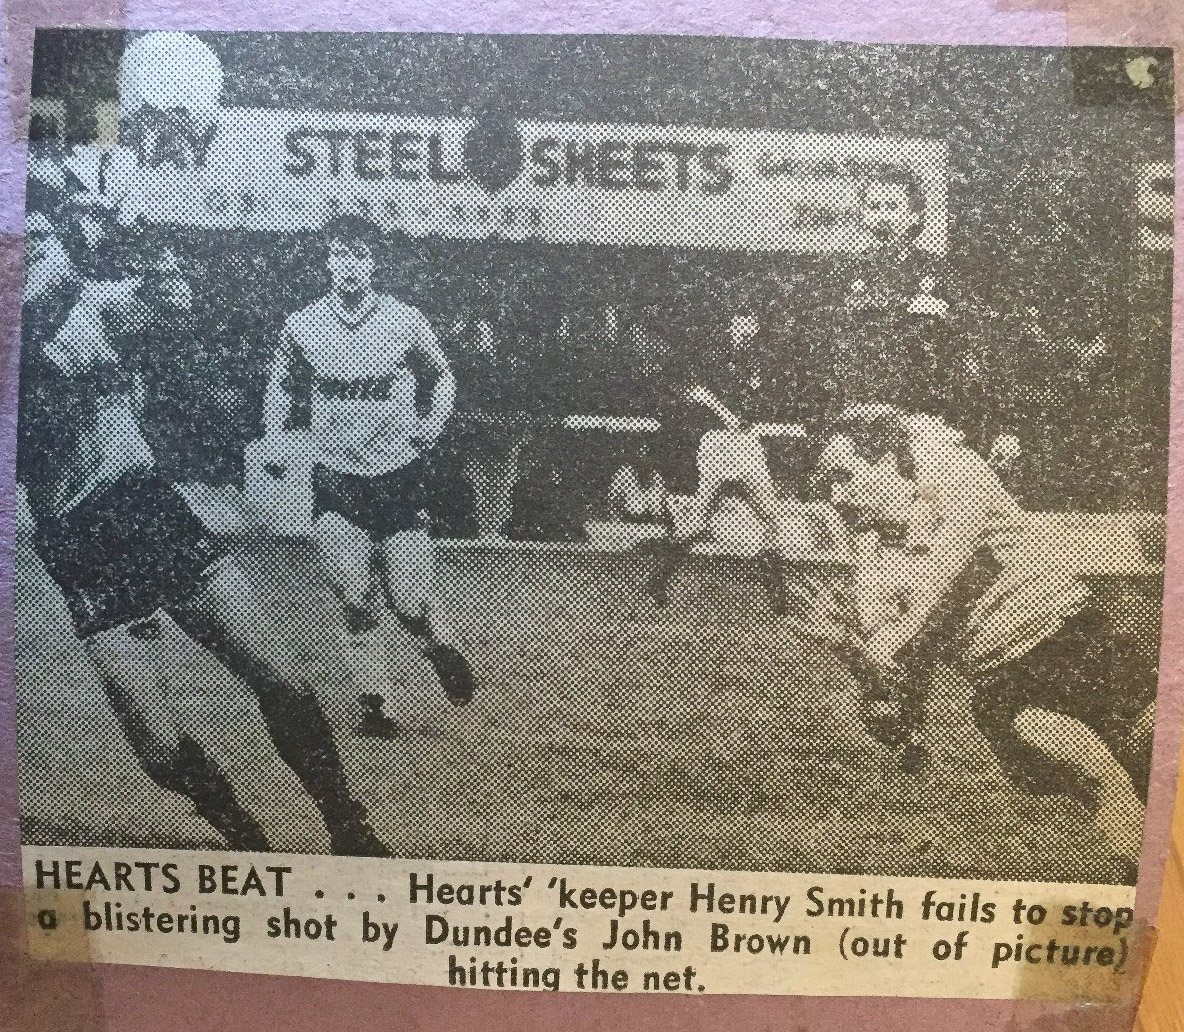 STEEL SHEETS
HEARTS BEAT . . . Hearts' 'keeper Henry Smith fails to stop
a blistering shot by Dundee's John Brown (out of picture)
hitting the net.